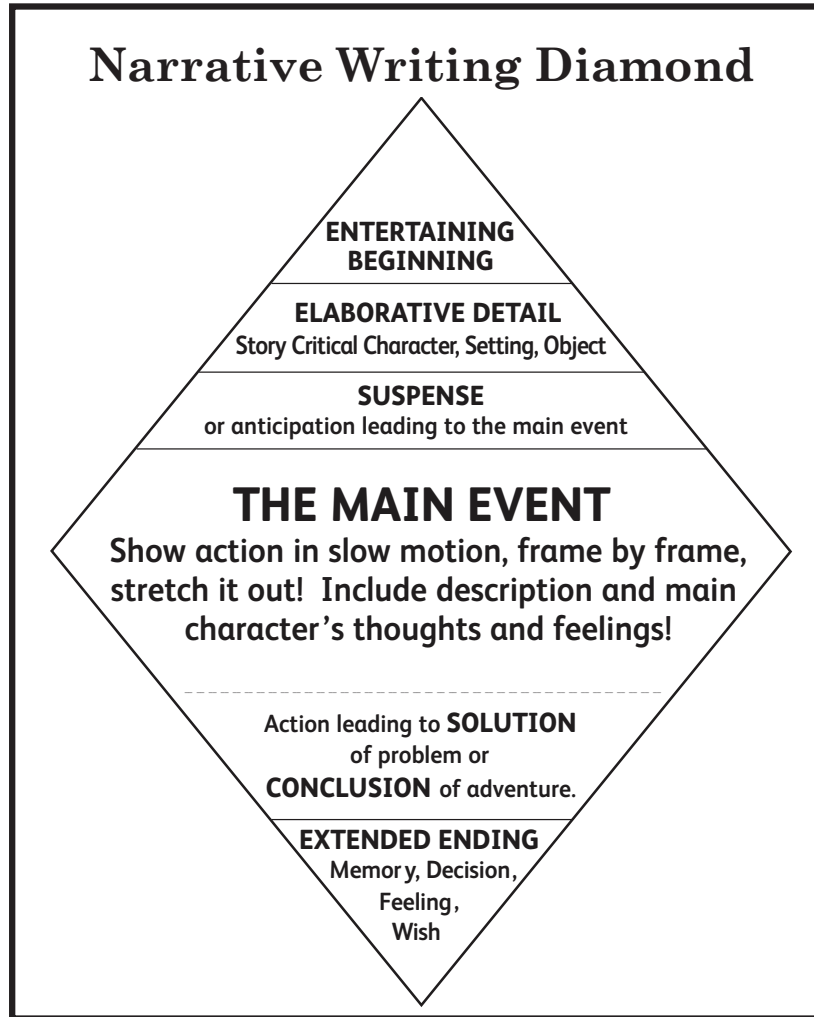 Narrative Writing Diamond
ENTERTAINING
BEGINNING
ELABORATIVE DETAIL
Story Critical Character, Setting, Object
SUSPENSE
or anticipation leading to the main event
THE MAIN EVENT
Show action in slow motion, frame by frame,
stretch it out! Include description and main
character's thoughts and feelings!
Action leading to SOLUTION
of problem or
CONCLUSION of adventure.
EXTENDED ENDING
Memory, Decision,
Feeling,
Wish